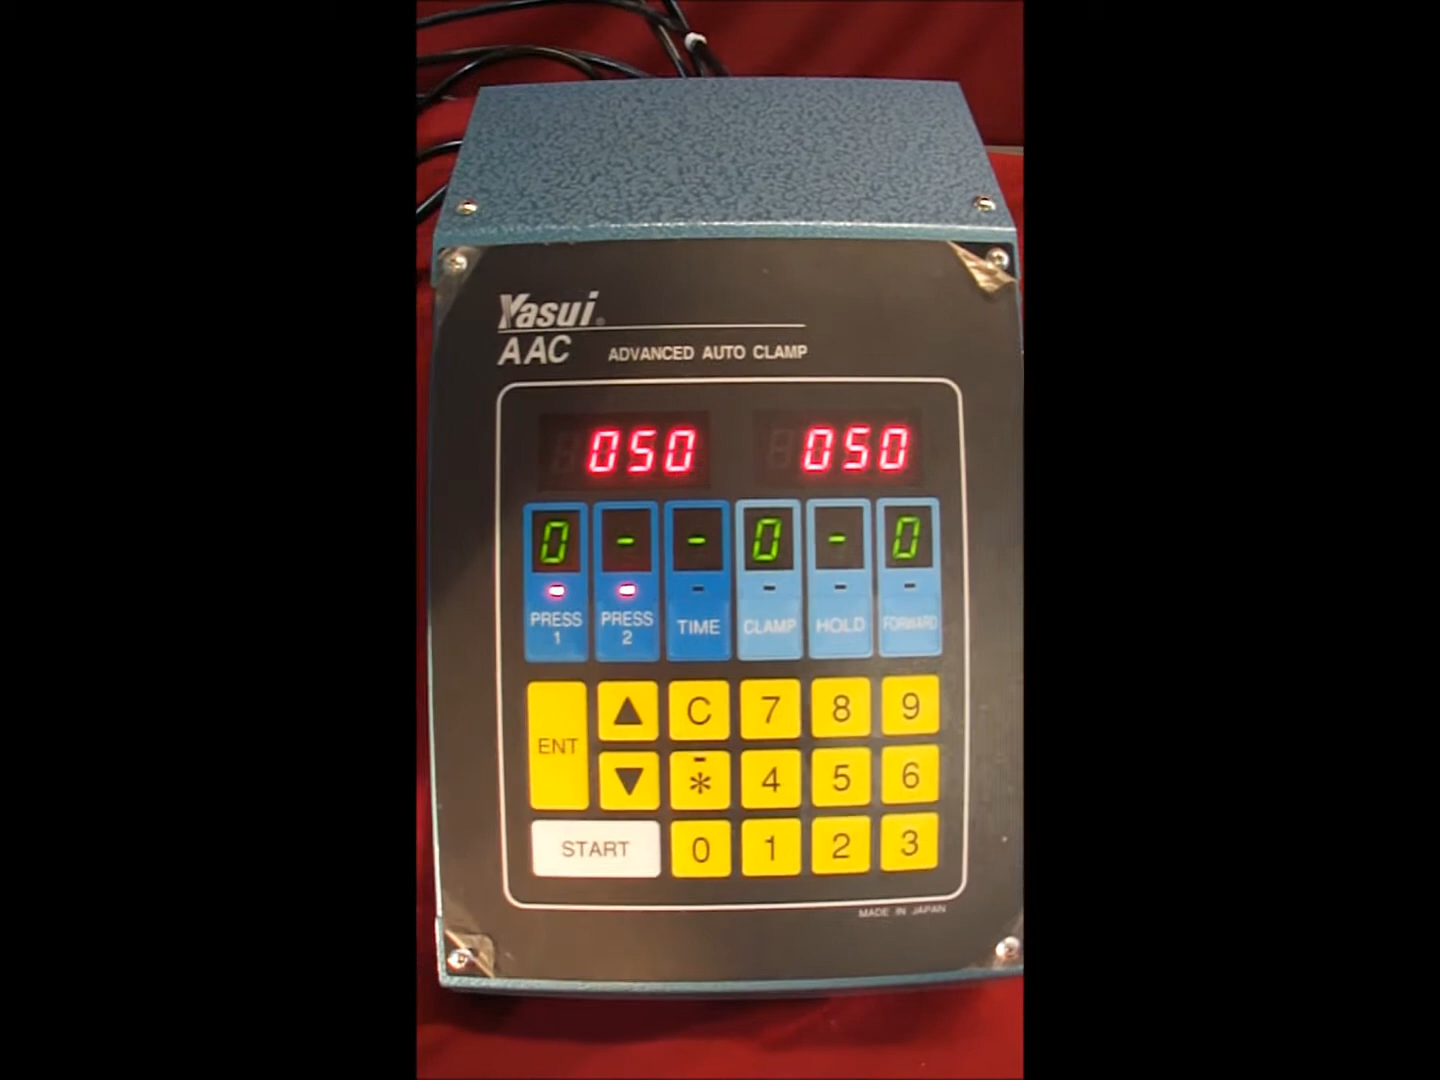 Yasui®
AAC ADVANCED AUTO CLAMP
050 050
0 - - 0 - 0
PRESS 1 PRESS 2 TIME CLAMP HOLD FORWARD
ENT ▲ C 7 8 9
▼ * 4 5 6
START 0 1 2 3
MADE IN JAPAN